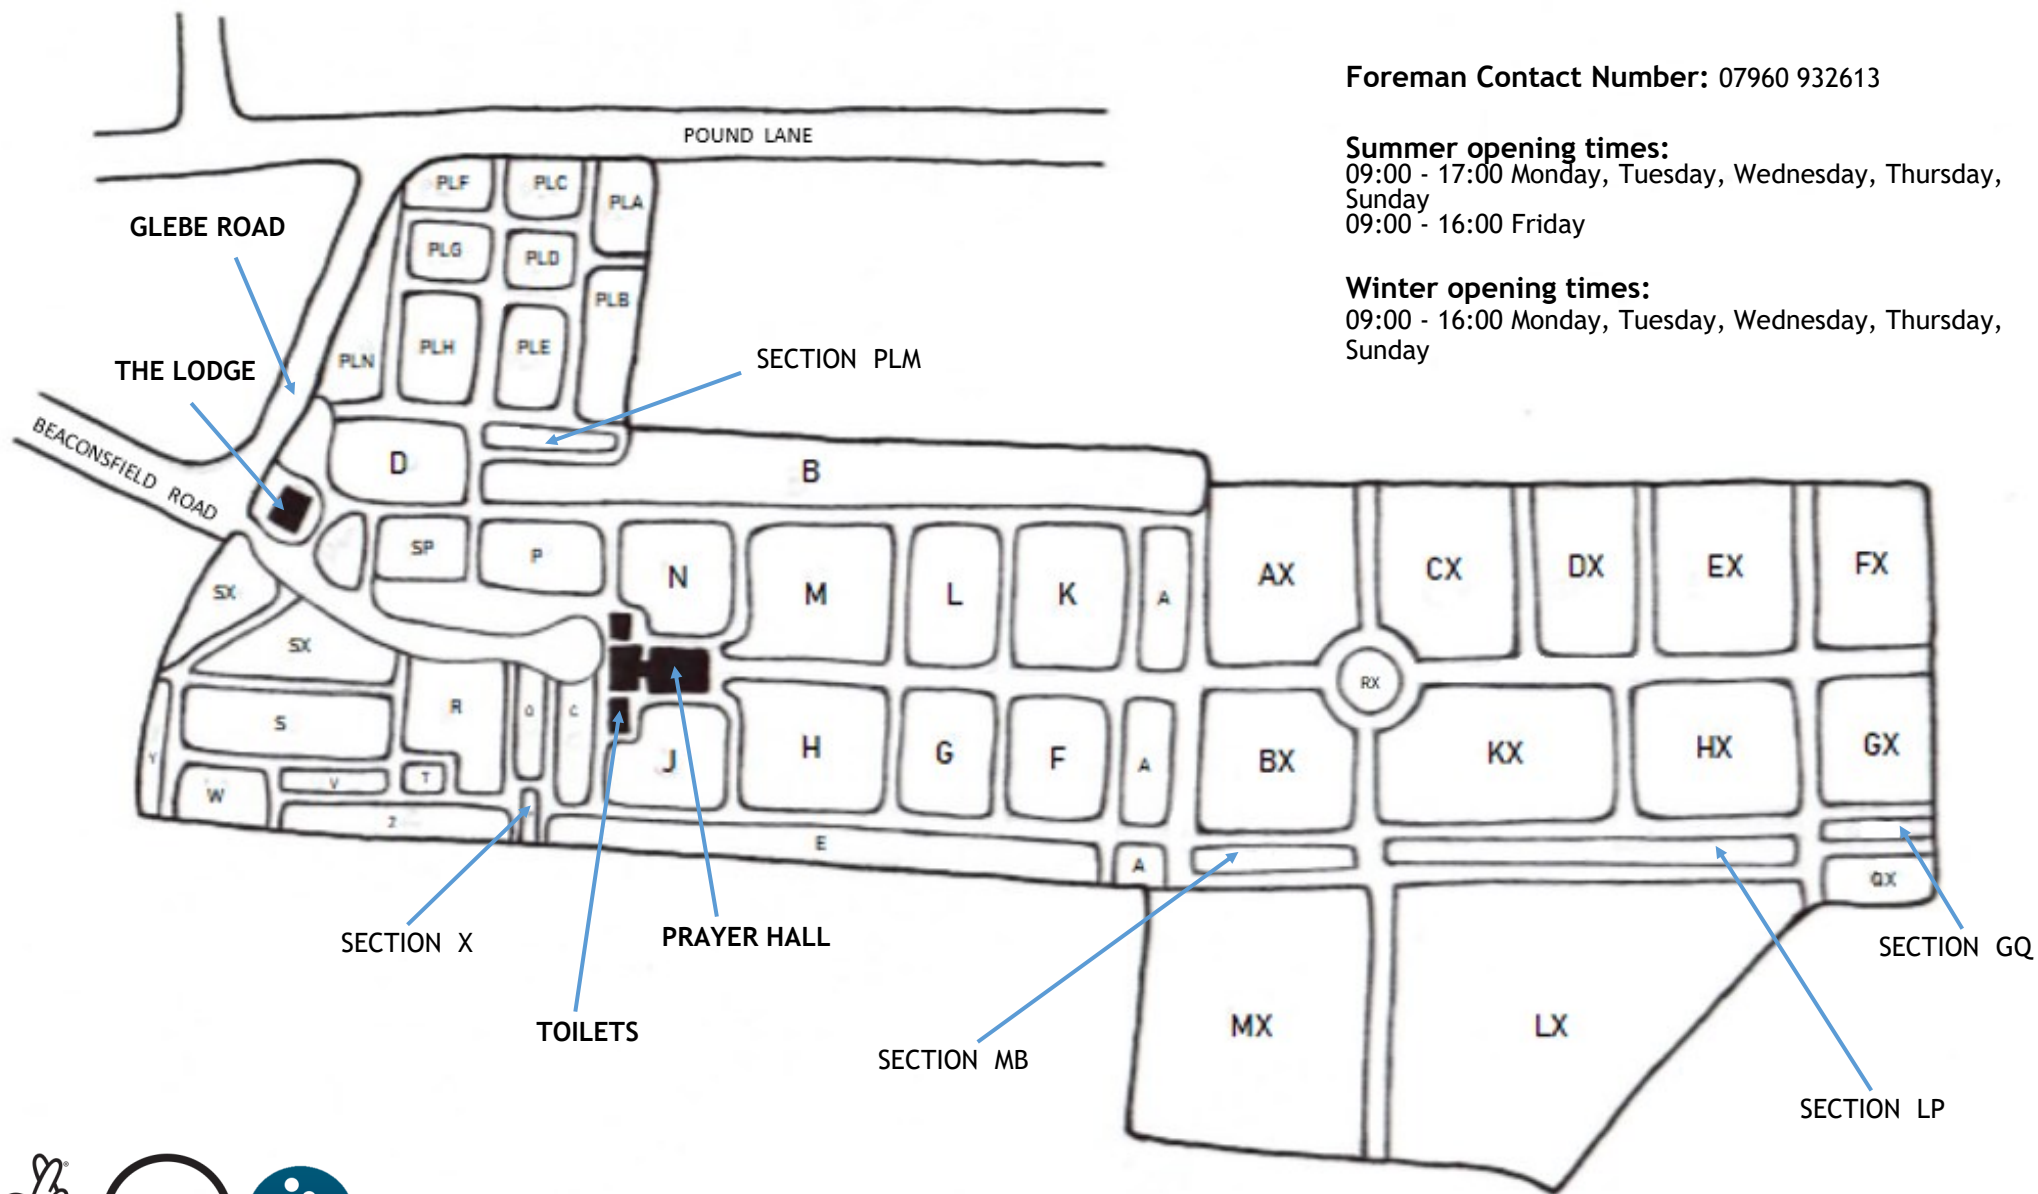 Foreman Contact Number: 07960 932613
Summer opening times:
09:00 - 17:00 Monday, Tuesday, Wednesday, Thursday,
Sunday
09:00 - 16:00 Friday
Winter opening times:
09:00 - 16:00 Monday, Tuesday, Wednesday, Thursday,
Sunday
POUND LANE
GLEBE ROAD
THE LODGE
BEACONSFIELD ROAD
PLF
PLC
PLA
PLG
PLD
PLB
PLN
PLH
PLE
SECTION PLM
D
B
SP
P
N
M
L
K
A
AX
CX
DX
EX
FX
SX
SX
RX
S
R
Q
C
J
H
G
F
A
BX
KX
HX
GX
Y
W
V
T
Z
E
A
QX
SECTION X
PRAYER HALL
TOILETS
SECTION MB
MX
LX
SECTION GQ
SECTION LP